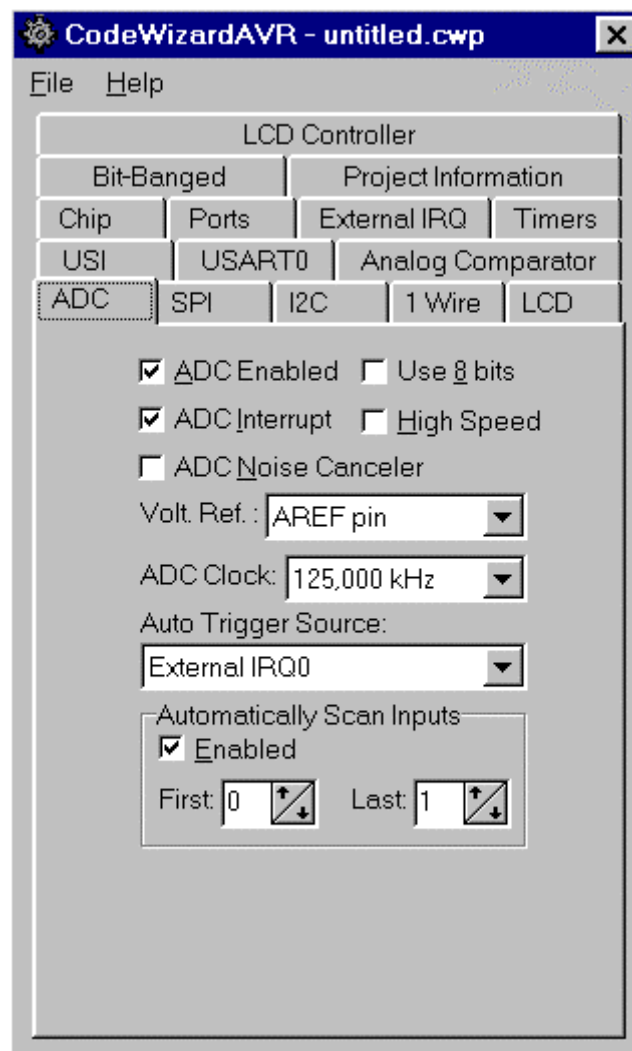 CodeWizardAVR - untitled.cwp
File Help
LCD Controller
Bit-Banged Project Information
Chip Ports External IRQ Timers
USI USART0 Analog Comparator
ADC SPI I2C 1 Wire LCD
ADC Enabled Use 8 bits
ADC Interrupt High Speed
ADC Noise Canceler
Volt. Ref. : AREF pin
ADC Clock: 125,000 kHz
Auto Trigger Source:
External IRQ0
Automatically Scan Inputs
Enabled
First: 0 Last: 1